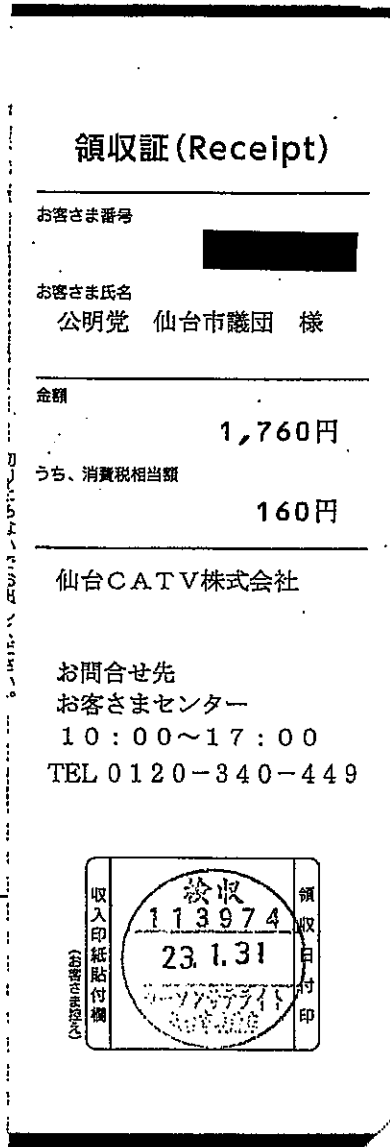 領収証(Receipt)
お客さま番号
お客さま氏名
公明党 仙台市議団 様
金額
1,760円
うち、消費税相当額
160円
仙台CATV株式会社
お問合せ先
お客さまセンター
10:00~17:00
TEL 0120-340-449
収入印紙貼付欄
(お客さま控え)
領収日付印
検収
113974
23.1.31